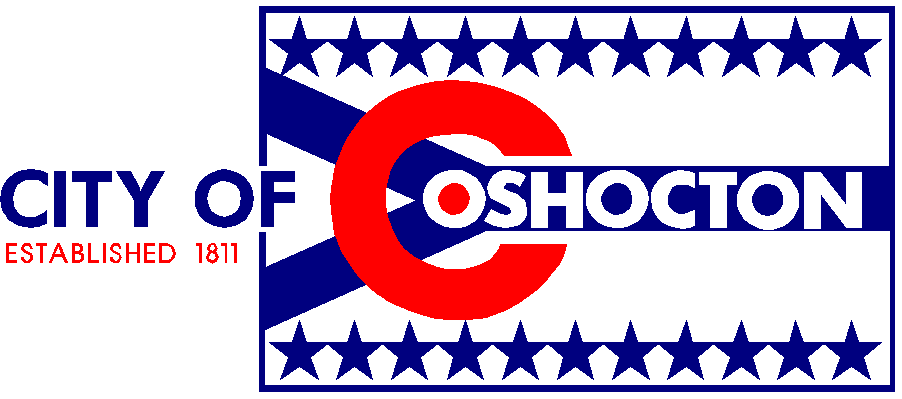 CITY OF COSHOCTON
ESTABLISHED 1811